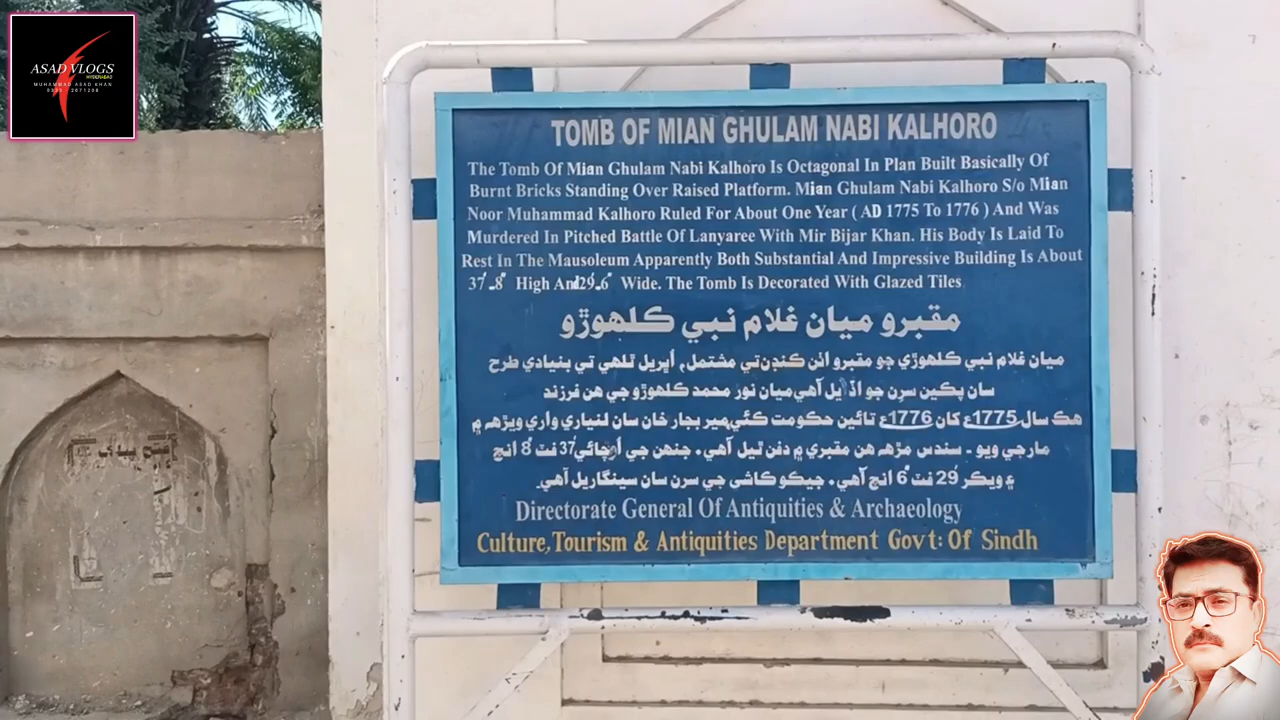 ASAD VLOGS
HYDERABAD
MUHAMMAD ASAD KHAN
TOMB OF MIAN GHULAM NABI KALHORO
The Tomb Of Mian Ghulam Nabi Kalhoro Is Octagonal In Plan Built Basically Of
Burnt Bricks Standing Over Raised Platform. Mian Ghulam Nabi Kalhoro S/o Mian
Noor Muhammad Kalhoro Ruled For About One Year ( AD 1775 To 1776 ) And Was
Murdered In Pitched Battle Of Lanyaree With Mir Bijar Khan. His Body Is Laid To
Rest In The Mausoleum Apparently Both Substantial And Impressive Building Is About
37'-8" High And 29'-6" Wide. The Tomb Is Decorated With Glazed Tiles
مقبرو ميان غلام نبي ڪلهوڙو
ميان غلام نبي ڪلهوڙي جو مقبرو اٺن ڪنڊن تي مشتمل، اڀريل ٿلهي تي بنيادي طرح
سان پڪين سرن جو اڏيل آهي ميان نور محمد ڪلهوڙو جي هن فرزند
هڪ سال 1775ع کان 1776ع تائين حڪومت ڪئي مير بجار خان سان لنياري واري ويڙهه ۾
مارجي ويو۔ سندس مڙهه هن مقبري ۾ دفن ٿيل آهي. جنهن جي اوچائي 37 فٽ 8 انچ
۽ ويڪر 29 فٽ 6 انچ آهي. جيڪو ڪاشي جي سرن سان سينگاريل آهي.
Directorate General Of Antiquities & Archaeology
Culture, Tourism & Antiquities Department Govt: Of Sindh